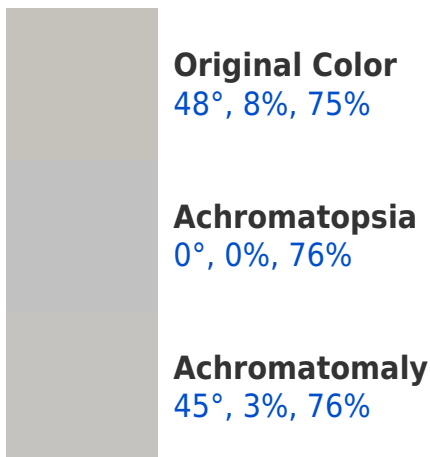 Original Color
48°, 8%, 75%
Achromatopsia
0°, 0%, 76%
Achromatomaly
45°, 3%, 76%